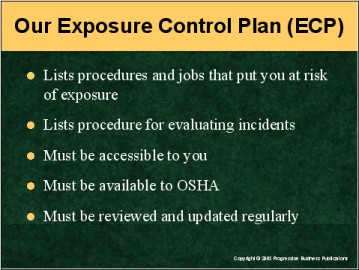 Our Exposure Control Plan (ECP)
Lists procedures and jobs that put you at risk
of exposure
Lists procedure for evaluating incidents
Must be accessible to you
Must be available to OSHA
Must be reviewed and updated regularly
Copyright © Progressive Business Publications